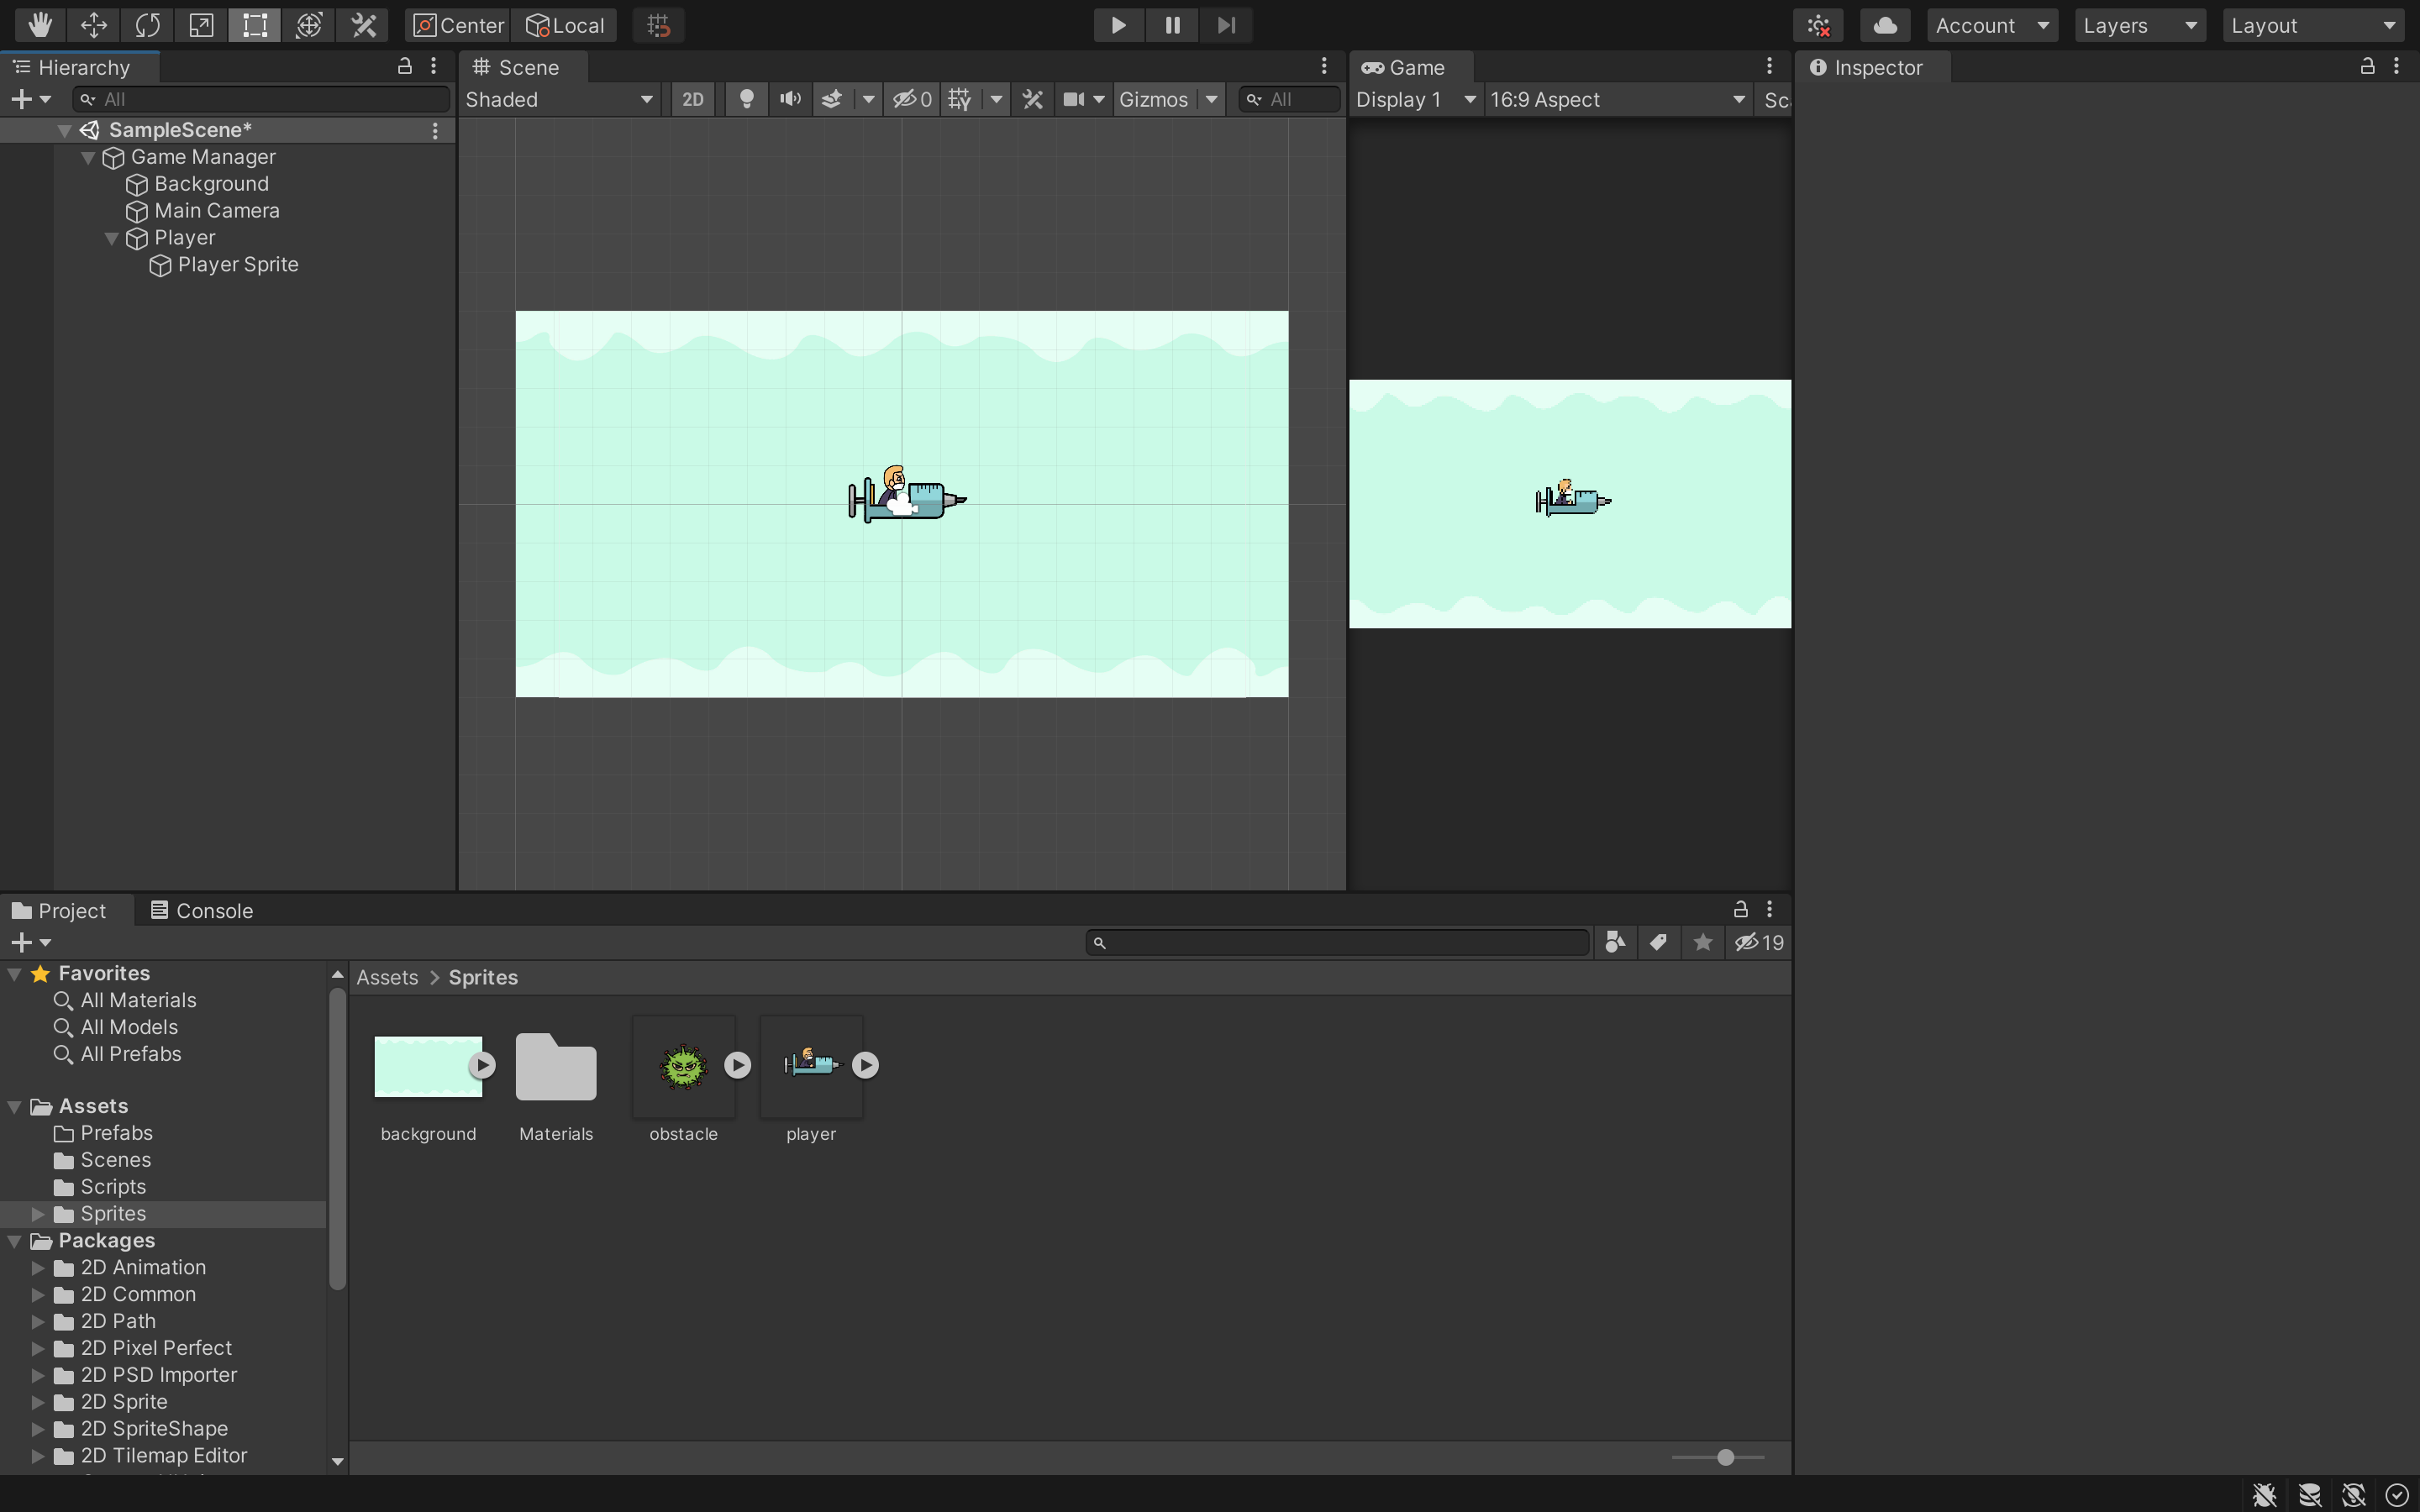 Center Local Account Layers Layout
Hierarchy Scene Game Inspector
All Shaded 2D 0 Gizmos All Display 1 16:9 Aspect Sc
SampleScene*
Game Manager
Background
Main Camera
Player
Player Sprite
Project Console
19
Favorites
All Materials
All Models
All Prefabs
Assets
Prefabs
Scenes
Scripts
Sprites
Packages
2D Animation
2D Common
2D Path
2D Pixel Perfect
2D PSD Importer
2D Sprite
2D SpriteShape
2D Tilemap Editor
Assets > Sprites
background Materials obstacle player